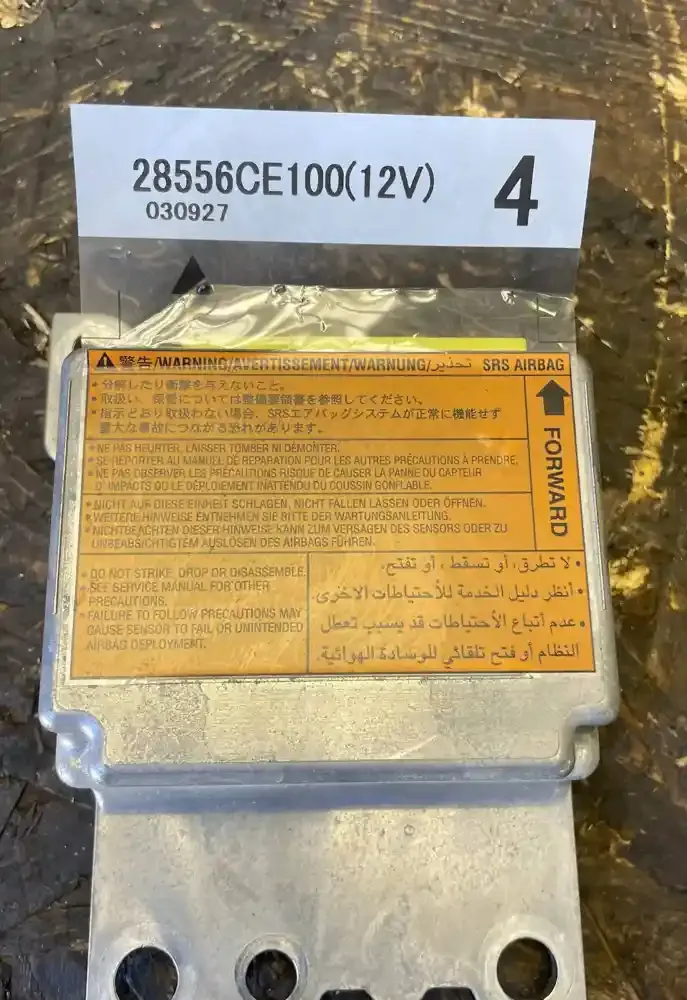 28556CE100(12V)
4
030927
警告/WARNING/AVERTISSEMENT/WARNUNG/تحذير SRS AIRBAG
•分解したり衝撃を与えないこと。
•取扱い、保管については整備要領書を参照してください。
•指示どおり取扱わない場合、SRSエアバッグシステムが正常に機能せず
重大な事故につながる恐れがあります。
FORWARD
•NE PAS HEURTER, LAISSER TOMBER NI DEMONTER.
•SE REPORTER AU MANUEL DE REPARATION POUR LES AUTRES PRÉCAUTIONS À PRENDRE.
•NE PAS OBSERVER LES PRÉCAUTIONS RISQUE DE CAUSER LA PANNE DU CAPTEUR
D'IMPACTS OU LE DÉPLOIEMENT INATTENDU DU COUSSIN GONFLABLE.
•NICHT AUF DIESE EINHEIT SCHLAGEN, NICHT FALLEN LASSEN ODER ÖFFNEN.
•WEITERE HINWEISE ENTNEHMEN SIE BITTE DER WARTUNGSANLEITUNG.
•NICHTBEACHTEN DIESER HINWEISE KANN ZUM VERSAGEN DES SENSORS ODER ZU
UNBEABSICHTIGTEM AUSLÖSEN DES AIRBAGS FÜHREN.
•DO NOT STRIKE, DROP OR DISASSEMBLE.
•SEE SERVICE MANUAL FOR OTHER
PRECAUTIONS.
•FAILURE TO FOLLOW PRECAUTIONS MAY
CAUSE SENSOR TO FAIL OR UNINTENDED
AIRBAG DEPLOYMENT.
•لا تطرق، أو تسقط، أو تفتح.
•أنظر دليل الخدمة للأحتياطات الاخرى.
•عدم أتباع الأحتياطات قد يسبب تعطل
النظام أو فتح تلقائي للوسادة الهوائية.